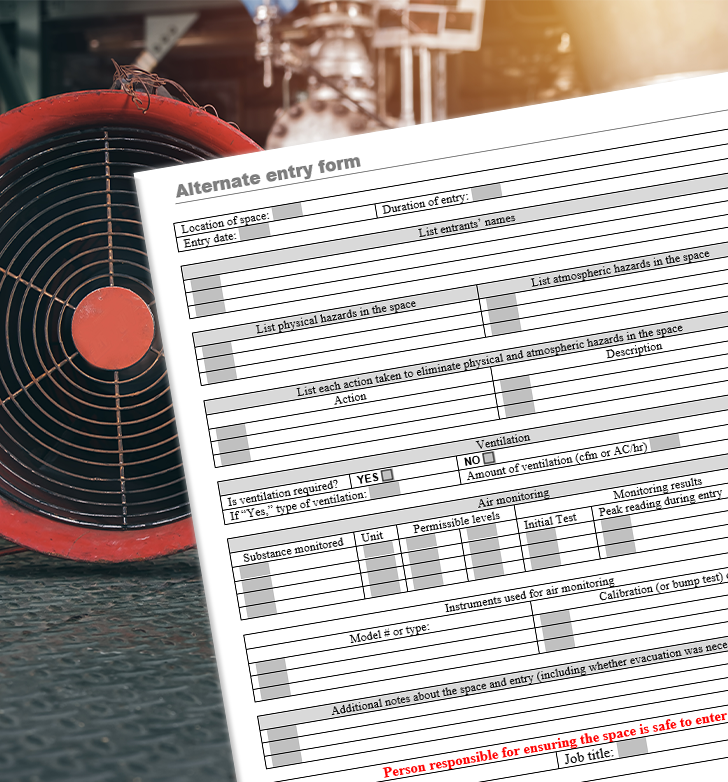 Alternate entry form
Location of space: Duration of entry:
Entry date:
List entrants' names
List physical hazards in the space List atmospheric hazards in the space
List each action taken to eliminate physical and atmospheric hazards in the space
Action Description
Ventilation
Is ventilation required? YES NO
If "Yes," type of ventilation: Amount of ventilation (cfm or AC/hr)
Air monitoring
Substance monitored Unit Permissible levels Monitoring results
Initial Test Peak reading during entry
Instruments used for air monitoring
Model # or type: Calibration (or bump test)
Additional notes about the space and entry (including whether evacuation was
Person responsible for ensuring the space is safe to enter
Job title: